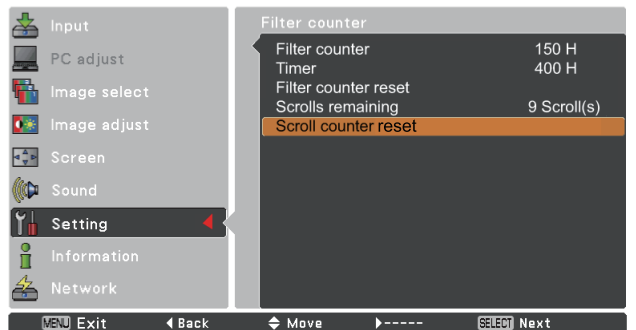 Input
PC adjust
Image select
Image adjust
Screen
Sound
Setting
Information
Network
Filter counter
Filter counter 150 H
Timer 400 H
Filter counter reset
Scrolls remaining 9 Scroll(s)
Scroll counter reset
MENU Exit Back Move ----- SELECT Next